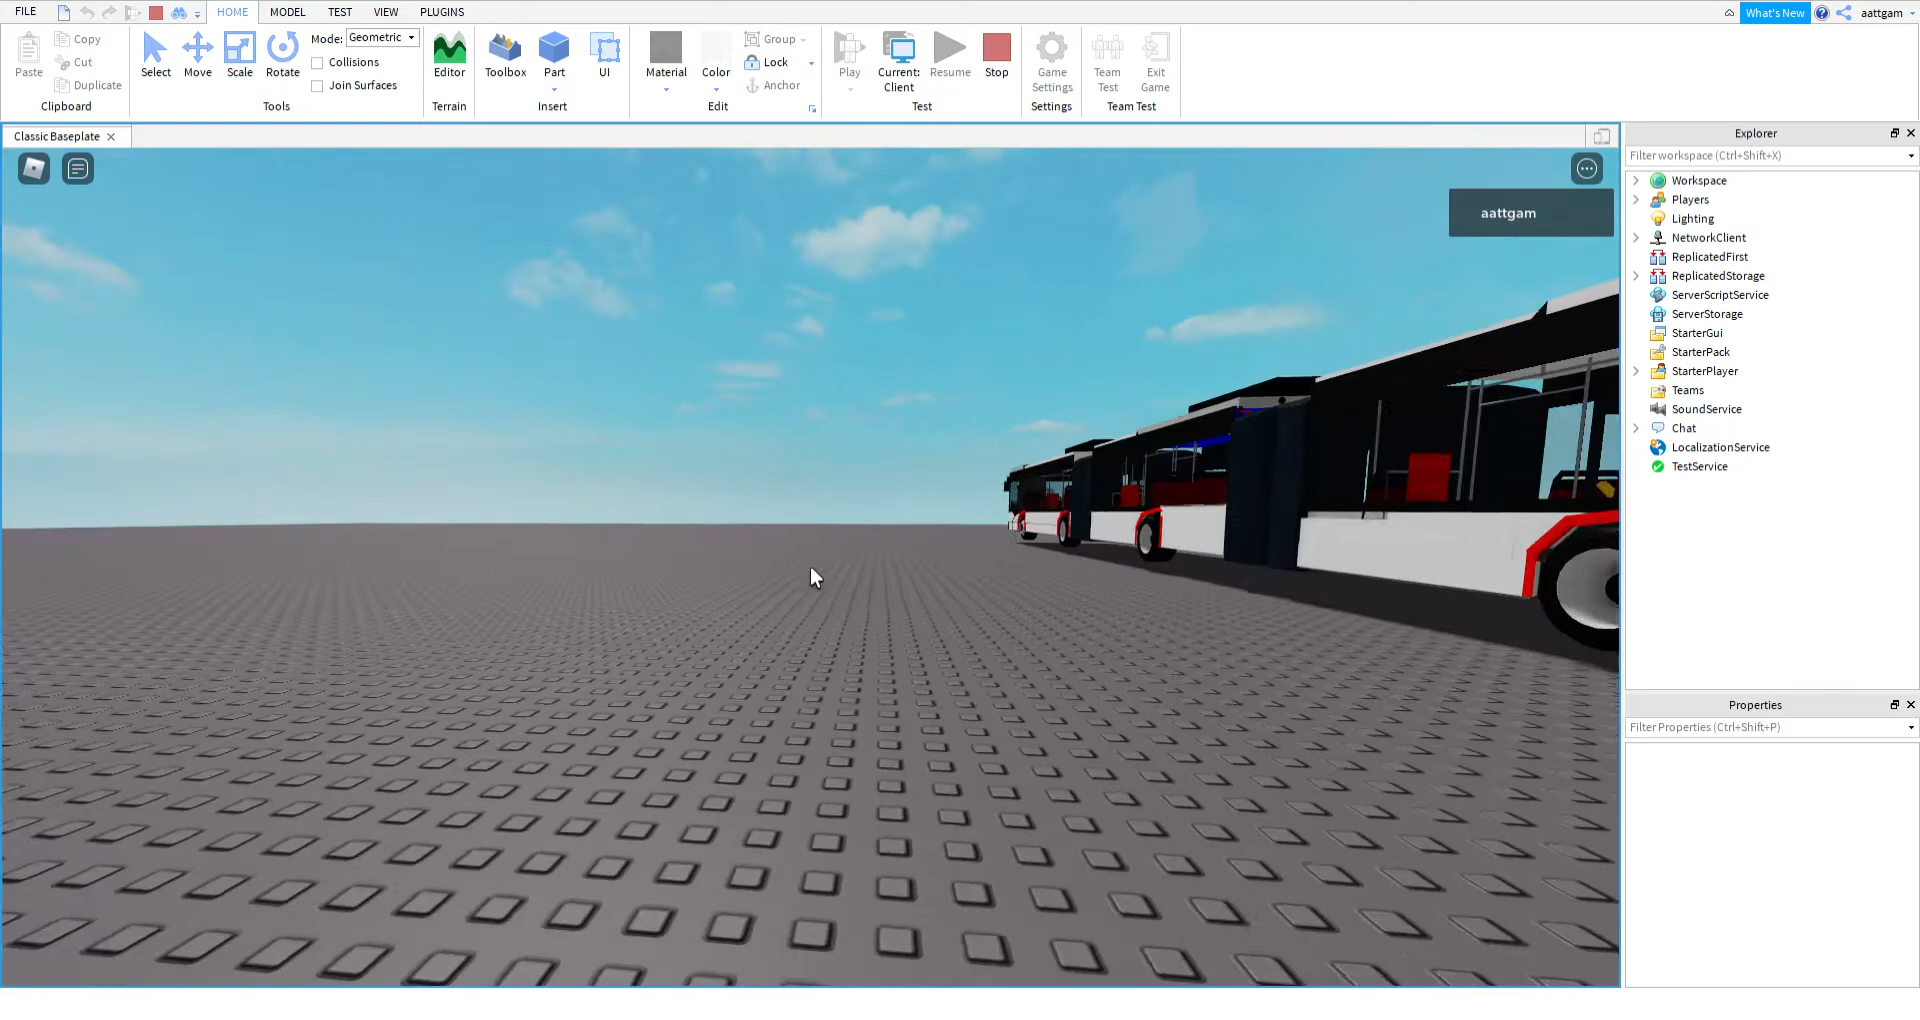 FILE HOME MODEL TEST VIEW PLUGINS What's New aattgam
Paste Copy Cut Duplicate
Clipboard
Select Move Scale Rotate Mode: Geometric
Collisions
Join Surfaces
Tools
Editor
Terrain
Toolbox Part UI
Insert
Material Color Group Lock Anchor
Edit
Play Current: Client Resume Stop
Test
Game Settings
Settings
Team Test Exit Game
Team Test
Classic Baseplate
aattgam
Explorer
Filter workspace (Ctrl+Shift+X)
Workspace
Players
Lighting
NetworkClient
ReplicatedFirst
ReplicatedStorage
ServerScriptService
ServerStorage
StarterGui
StarterPack
StarterPlayer
Teams
SoundService
Chat
LocalizationService
TestService
Properties
Filter Properties (Ctrl+Shift+P)